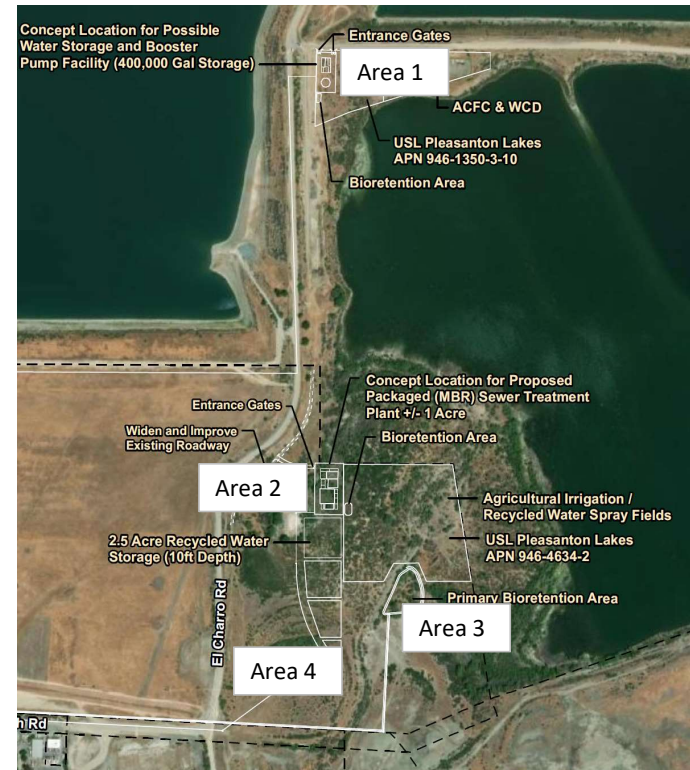 Concept Location for Possible
Water Storage and Booster
Pump Facility (400,000 Gal Storage)
Entrance Gates
Area 1
ACFC & WCD
USL Pleasanton Lakes
APN 946-1350-3-10
Bioretention Area
Concept Location for Proposed
Packaged (MBR) Sewer Treatment
Plant +/- 1 Acre
Entrance Gates
Widen and Improve
Existing Roadway
Bioretention Area
Area 2
Agricultural Irrigation /
Recycled Water Spray Fields
2.5 Acre Recycled Water
Storage (10ft Depth)
USL Pleasanton Lakes
APN 946-4634-2
El Charro Rd
Primary Bioretention Area
Area 3
Area 4
h Rd